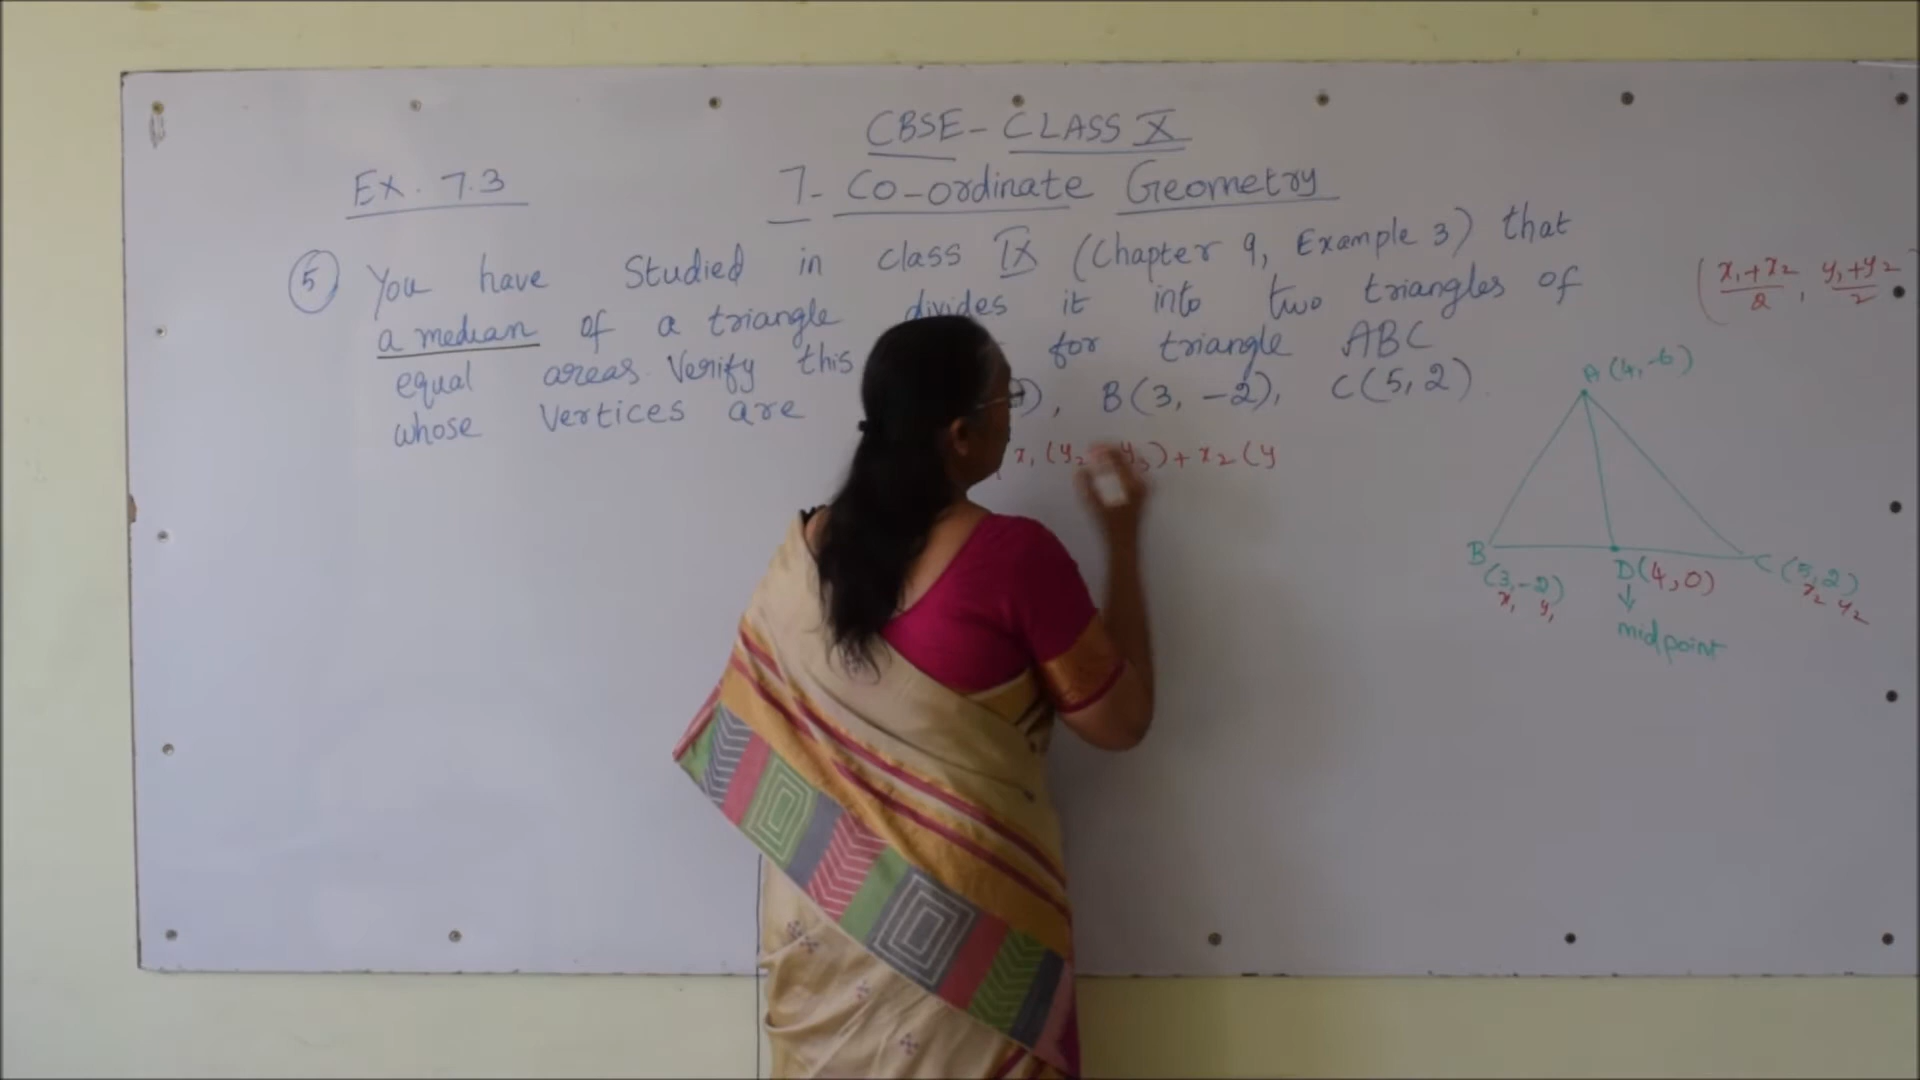 CBSE - CLASS X
EX. 7.3
7- Co-ordinate Geometry
5 You have studied in class IX (Chapter 9, Example 3) that
a median of a triangle divides it into two triangles of
equal areas. Verify this for triangle ABC
whose vertices are ), B(3, -2), C(5, 2).
x₁ (y₂ - y₃) + x₂ (y
(x₁+x₂/2, y₁+y₂/2
A (4, -6)
B
(3, -2)
x₁ y₁
D(4, 0)
↓
midpoint
C (5, 2)
x₂ y₂